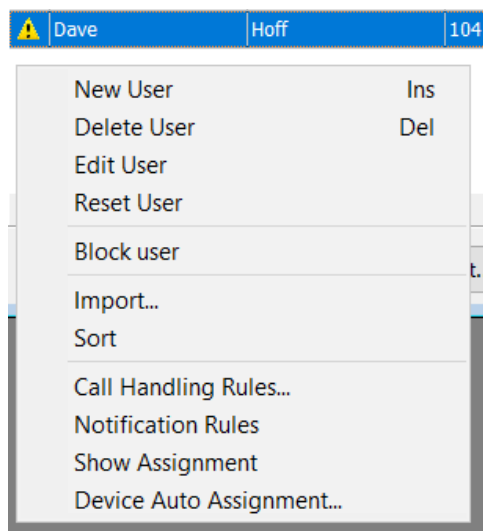 Dave Hoff 104
New User Ins
Delete User Del
Edit User
Reset User
Block user
t.
Import...
Sort
Call Handling Rules...
Notification Rules
Show Assignment
Device Auto Assignment...